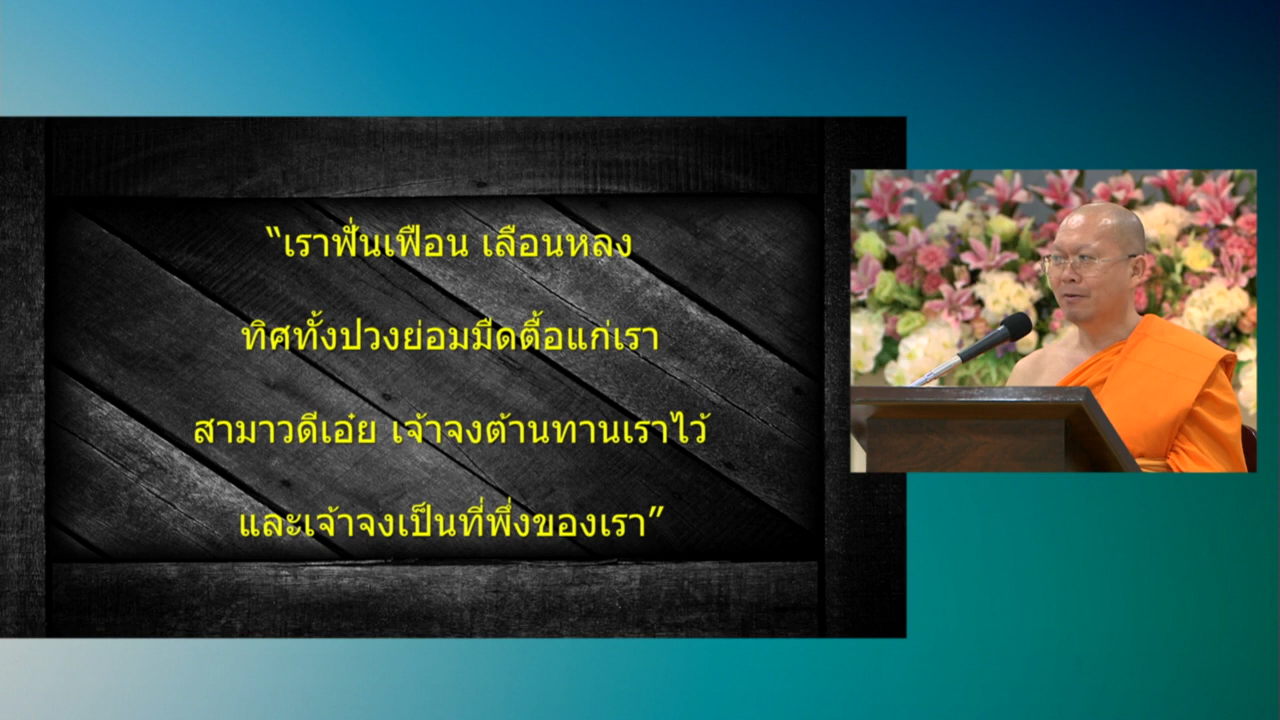 “เราฟั่นเฟือน เลือนหลง
ทิศทั้งปวงย่อมมืดตื้อแก่เรา
สามาวดีเอ๋ย เจ้าจงต้านทานเราไว้
และเจ้าจงเป็นที่พึ่งของเรา”